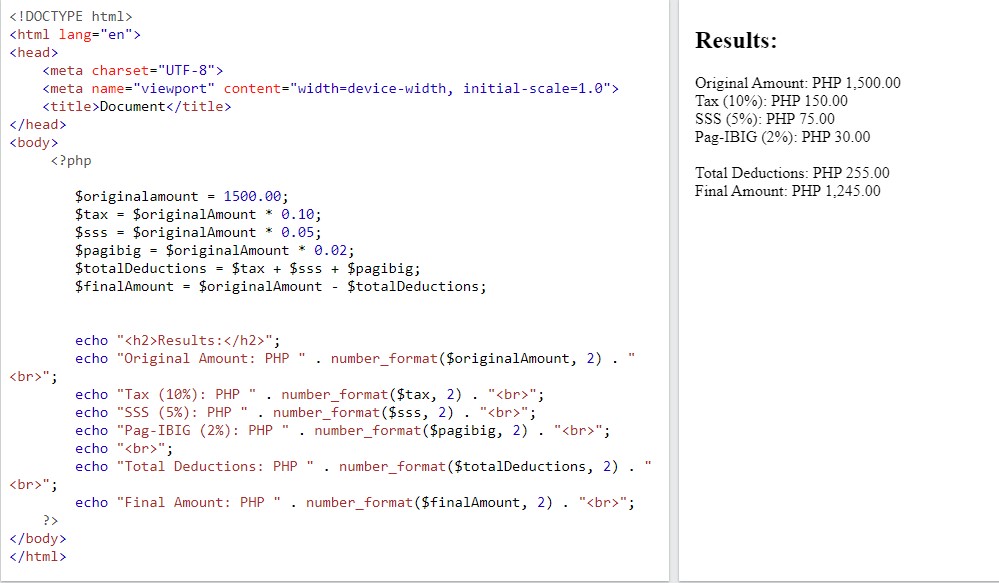 <!DOCTYPE html>
<html lang="en">
<head>
    <meta charset="UTF-8">
    <meta name="viewport" content="width=device-width, initial-scale=1.0">
    <title>Document</title>
</head>
<body>
     <?php

        $originalamount = 1500.00;
        $tax = $originalAmount * 0.10;
        $sss = $originalAmount * 0.05;
        $pagibig = $originalAmount * 0.02;
        $totalDeductions = $tax + $sss + $pagibig;
        $finalAmount = $originalAmount - $totalDeductions;


        echo "<h2>Results:</h2>";
        echo "Original Amount: PHP " . number_format($originalAmount, 2) . "
<br>";
        echo "Tax (10%): PHP " . number_format($tax, 2) . "<br>";
        echo "SSS (5%): PHP " . number_format($sss, 2) . "<br>";
        echo "Pag-IBIG (2%): PHP " . number_format($pagibig, 2) . "<br>";
        echo "<br>";
        echo "Total Deductions: PHP " . number_format($totalDeductions, 2) . "
<br>";
        echo "Final Amount: PHP " . number_format($finalAmount, 2) . "<br>";
    ?>
</body>
</html>
Results:
Original Amount: PHP 1,500.00
Tax (10%): PHP 150.00
SSS (5%): PHP 75.00
Pag-IBIG (2%): PHP 30.00

Total Deductions: PHP 255.00
Final Amount: PHP 1,245.00